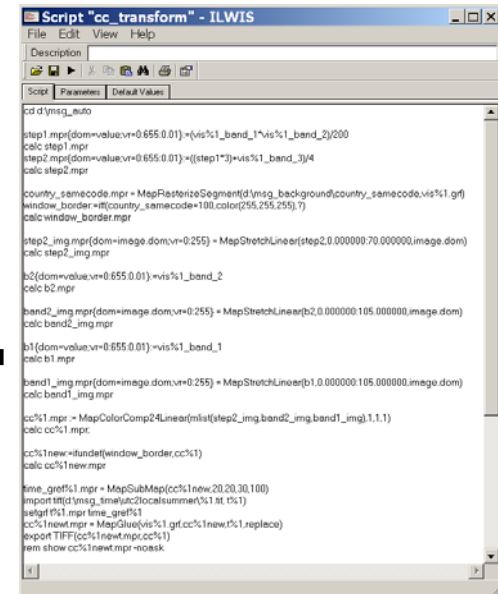 Script "cc_transform" - ILWIS
File Edit View Help
Description
Script Parameters Default Values
cd d:\msg_auto
step1.mpr{dom=value;vr=0:655:0.01}:=(vis%1_band_1*vis%1_band_2)/200
calc step1.mpr
step2.mpr{dom=value;vr=0:655:0.01}:=((step1*3)+vis%1_band_3)/4
calc step2.mpr
country_samecode.mpr = MapRasterizeSegment(d:\msg_background\country_samecode,vis%1.grf)
window_border:=iff(country_samecode=100,color(255,255,255),?)
calc window_border.mpr
step2_img.mpr{dom=image.dom;vr=0:255} = MapStretchLinear(step2,0.000000:70.000000,image.dom)
calc step2_img.mpr
b2{dom=value;vr=0:655:0.01}:=vis%1_band_2
calc b2.mpr
band2_img.mpr{dom=image.dom;vr=0:255} = MapStretchLinear(b2,0.000000:105.000000,image.dom)
calc band2_img.mpr
b1{dom=value;vr=0:655:0.01}:=vis%1_band_1
calc b1.mpr
band1_img.mpr{dom=image.dom;vr=0:255} = MapStretchLinear(b1,0.000000:105.000000,image.dom)
calc band1_img.mpr
cc%1.mpr := MapColorComp24Linear(mlist(step2_img,band2_img,band1_img),1,1,1)
calc cc%1.mpr;
cc%1new:=ifundef(window_border,cc%1)
calc cc%1new.mpr
time_gref%1.mpr = MapSubMap(cc%1new,20,20,30,100)
import tiff(d:\msg_time\utc2localsummer\%1.tif, t%1)
setgrf t%1.mpr time_gref%1
cc%1newt.mpr = MapGlue(vis%1.grf,cc%1new,t%1,replace)
export TIFF(cc%1newt.mpr,cc%1)
rem show cc%1newt.mpr -noask